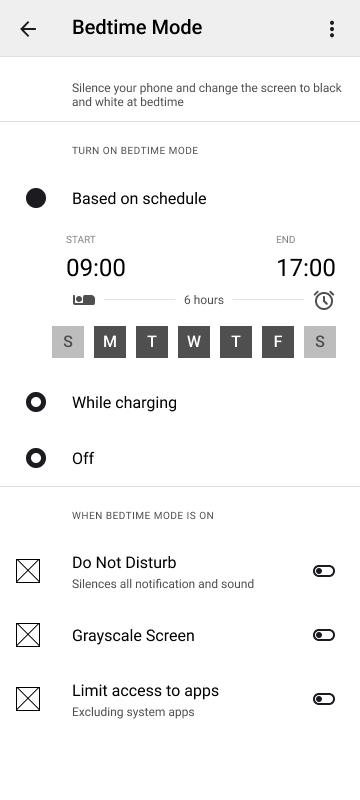 Bedtime Mode
Silence your phone and change the screen to black
and white at bedtime
TURN ON BEDTIME MODE
Based on schedule
START END
09:00 17:00
6 hours
S M T W T F S
While charging
Off
WHEN BEDTIME MODE IS ON
Do Not Disturb
Silences all notification and sound
Grayscale Screen
Limit access to apps
Excluding system apps